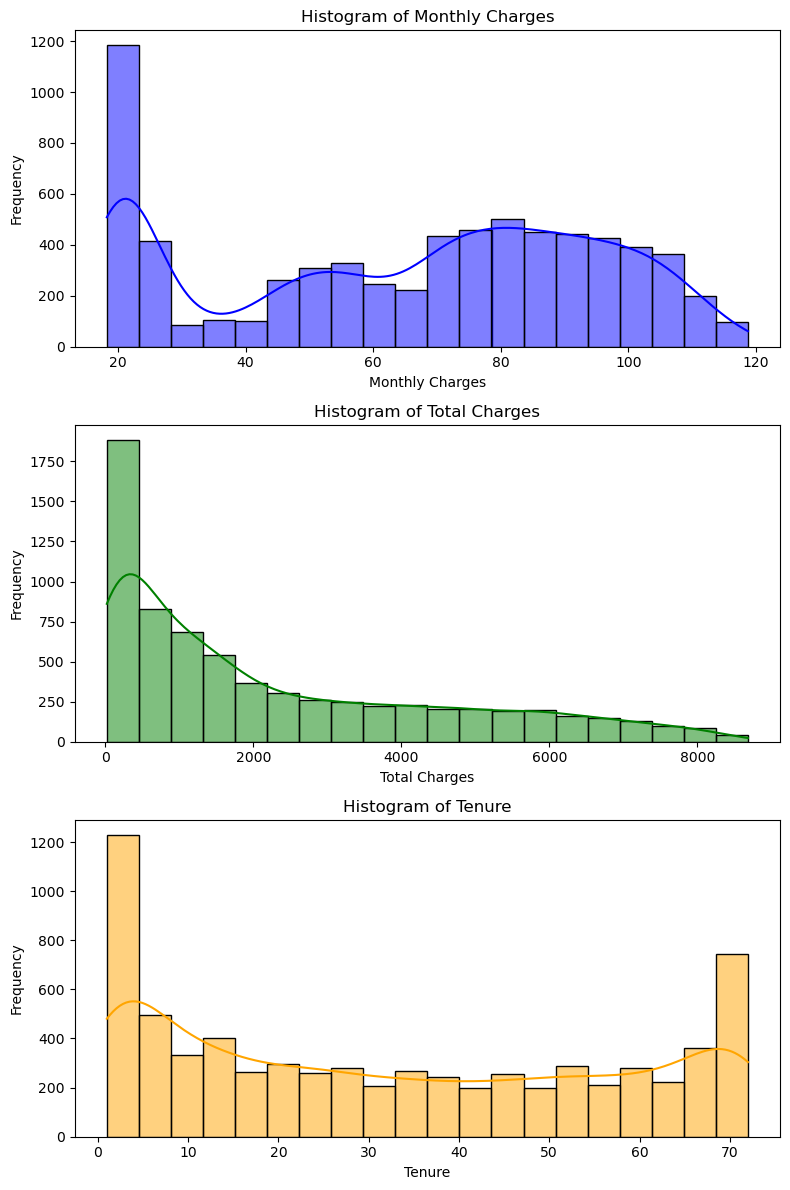 Histogram of Monthly Charges
1200
1000
800
600
400
200
0
Frequency
20 40 60 80 100 120
Monthly Charges
Histogram of Total Charges
1750
1500
1250
1000
750
500
250
0
Frequency
0 2000 4000 6000 8000
Total Charges
Histogram of Tenure
1200
1000
800
600
400
200
0
Frequency
0 10 20 30 40 50 60 70
Tenure